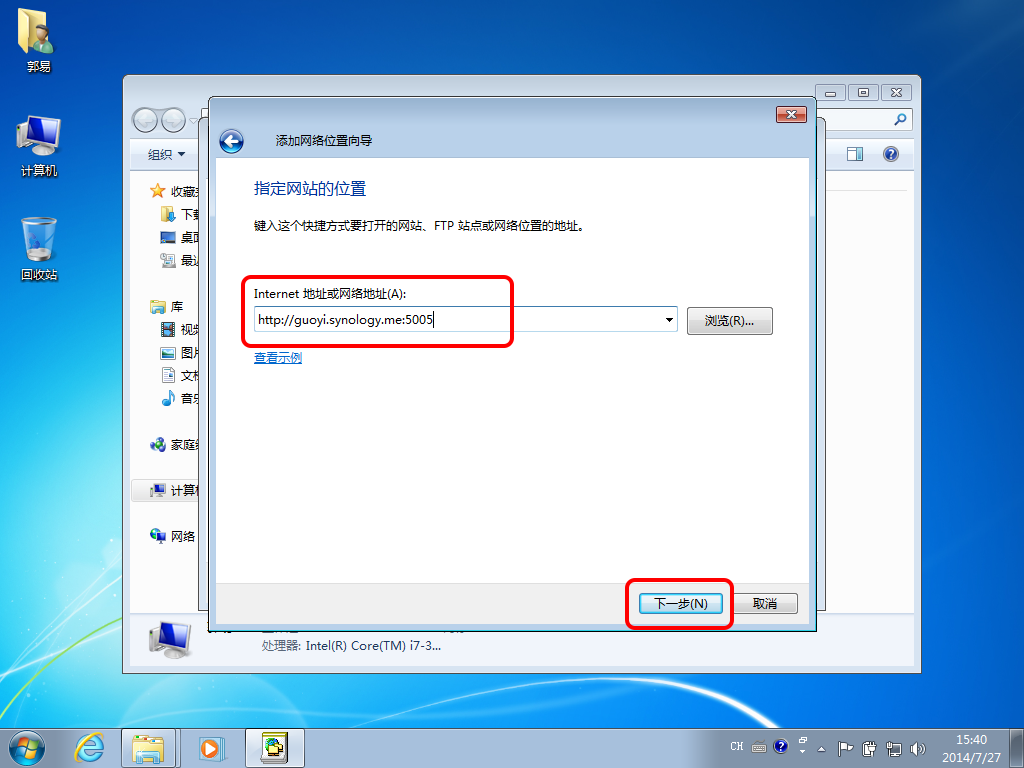 郭易
计算机
回收站
组织
收藏
下载
桌面
最近
库
视频
图片
文档
音乐
家庭组
计算机
网络
添加网络位置向导
指定网站的位置
键入这个快捷方式要打开的网站、FTP 站点或网络位置的地址。
Internet 地址或网络地址(A):
http://guoyi.synology.me:5005
浏览(R)...
查看示例
下一步(N)
取消
处理器: Intel(R) Core(TM) i7-3...
CH
15:40
2014/7/27